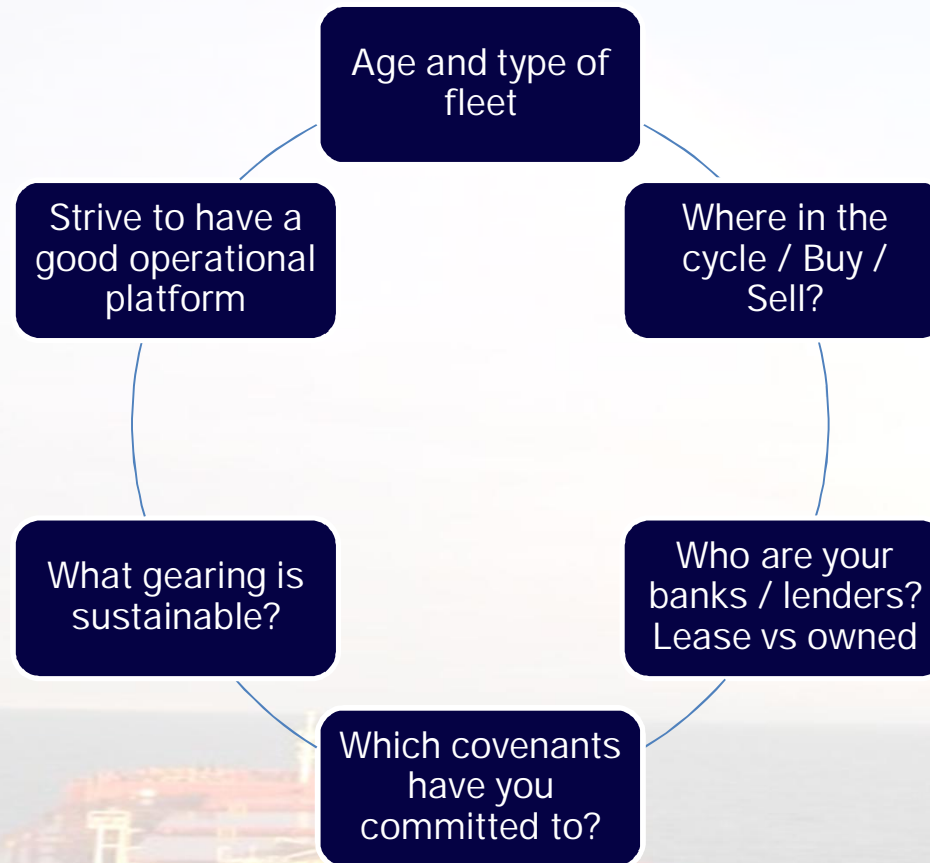 Age and type of
fleet
Where in the
cycle / Buy /
Sell?
Who are your
banks / lenders?
Lease vs owned
Which covenants
have you
committed to?
What gearing is
sustainable?
Strive to have a
good operational
platform